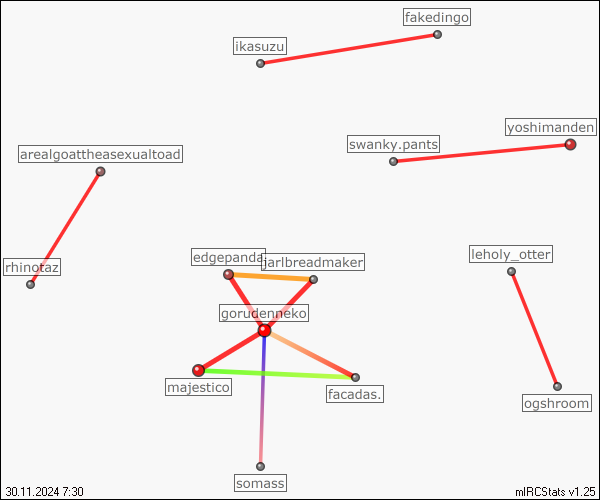 fakedingo
ikasuzu
yoshimanden
swanky.pants
arealgoattheasexualtoad
leholy_otter
edgepanda
jarlbreadmaker
rhinotaz
gorudenneko
majestico
facadas.
ogshroom
somass
30.11.2024 7:30
mIRCStats v1.25